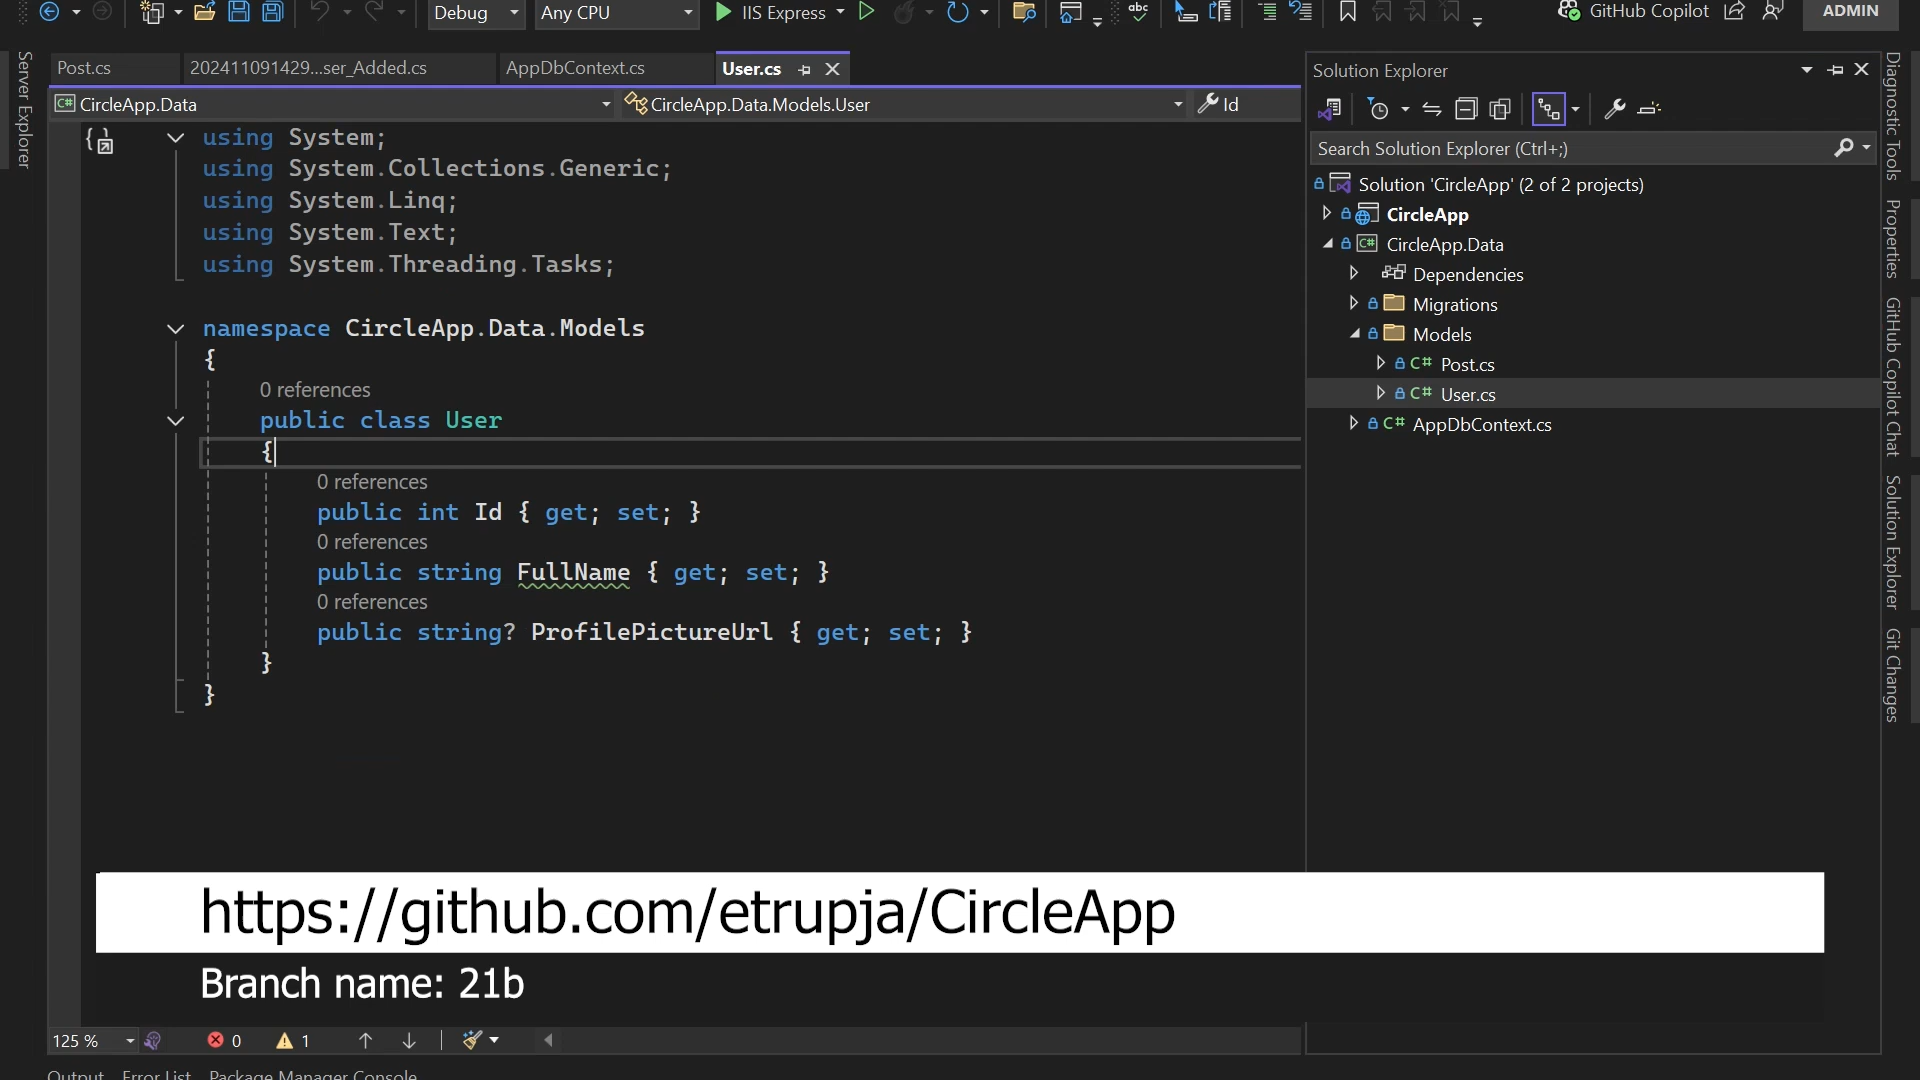 Debug
Any CPU
IIS Express
abc
GitHub Copilot
ADMIN
Server Explorer
Post.cs
202411091429...ser_Added.cs
AppDbContext.cs
User.cs
C# CircleApp.Data
CircleApp.Data.Models.User
Id
using System;
using System.Collections.Generic;
using System.Linq;
using System.Text;
using System.Threading.Tasks;
namespace CircleApp.Data.Models
{
0 references
public class User
{
0 references
public int Id { get; set; }
0 references
public string FullName { get; set; }
0 references
public string? ProfilePictureUrl { get; set; }
}
}
Solution Explorer
Search Solution Explorer (Ctrl+;)
Solution 'CircleApp' (2 of 2 projects)
CircleApp
C# CircleApp.Data
Dependencies
Migrations
Models
C# Post.cs
C# User.cs
C# AppDbContext.cs
Diagnostic Tools
Properties
GitHub Copilot Chat
Solution Explorer
Git Changes
https://github.com/etrupja/CircleApp
Branch name: 21b
125 %
0
1
Output
Error List
Package Manager Console